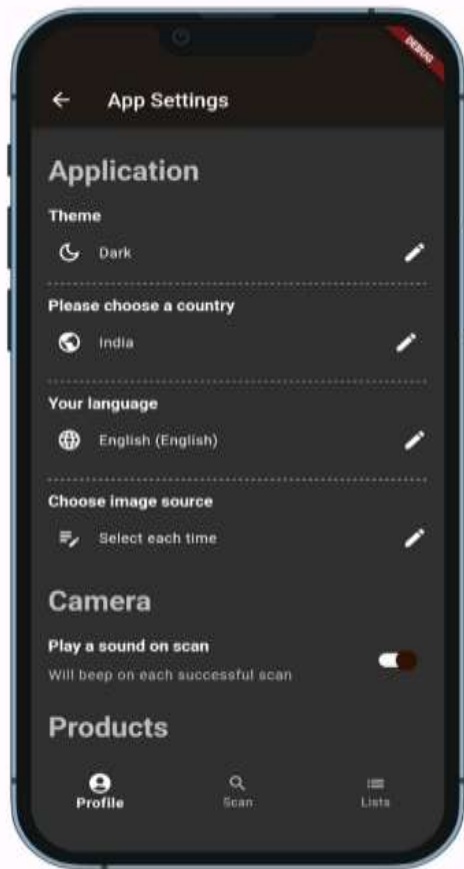 DEBUG
App Settings
Application
Theme
Dark
Please choose a country
India
Your language
English (English)
Choose image source
Select each time
Camera
Play a sound on scan
Will beep on each successful scan
Products
Profile
Scan
Lists